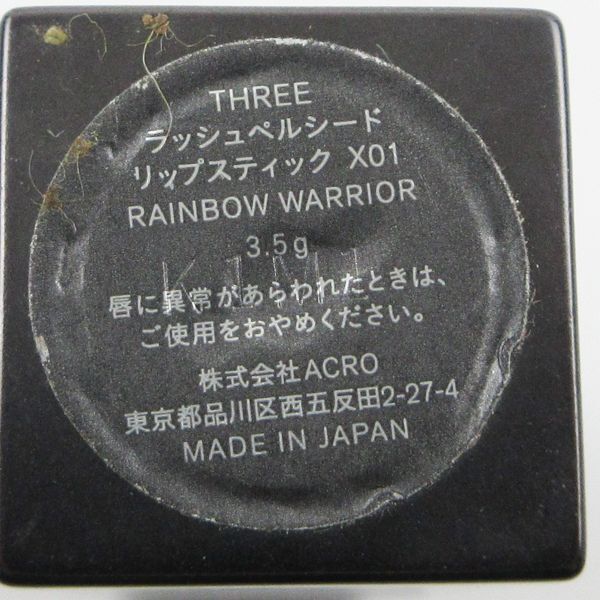 THREE
ラッシュペルシード
リップスティック X01
RAINBOW WARRIOR
3.5g
唇に異常があらわれたときは、
ご使用をおやめください。
株式会社ACRO
東京都品川区西五反田2-27-4
MADE IN JAPAN